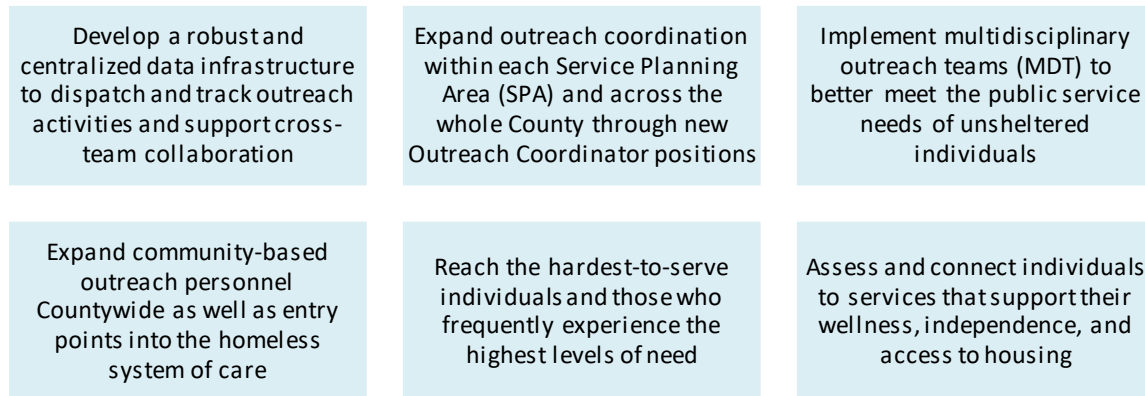 Develop a robust and
centralized data infrastructure
to dispatch and track outreach
activities and support cross-
team collaboration
Expand outreach coordination
within each Service Planning
Area (SPA) and across the
whole County through new
Outreach Coordinator positions
Implement multidisciplinary
outreach teams (MDT) to
better meet the public service
needs of unsheltered
individuals
Expand community-based
outreach personnel
Countywide as well as entry
points into the homeless
system of care
Reach the hardest-to-serve
individuals and those who
frequently experience the
highest levels of need
Assess and connect individuals
to services that support their
wellness, independence, and
access to housing